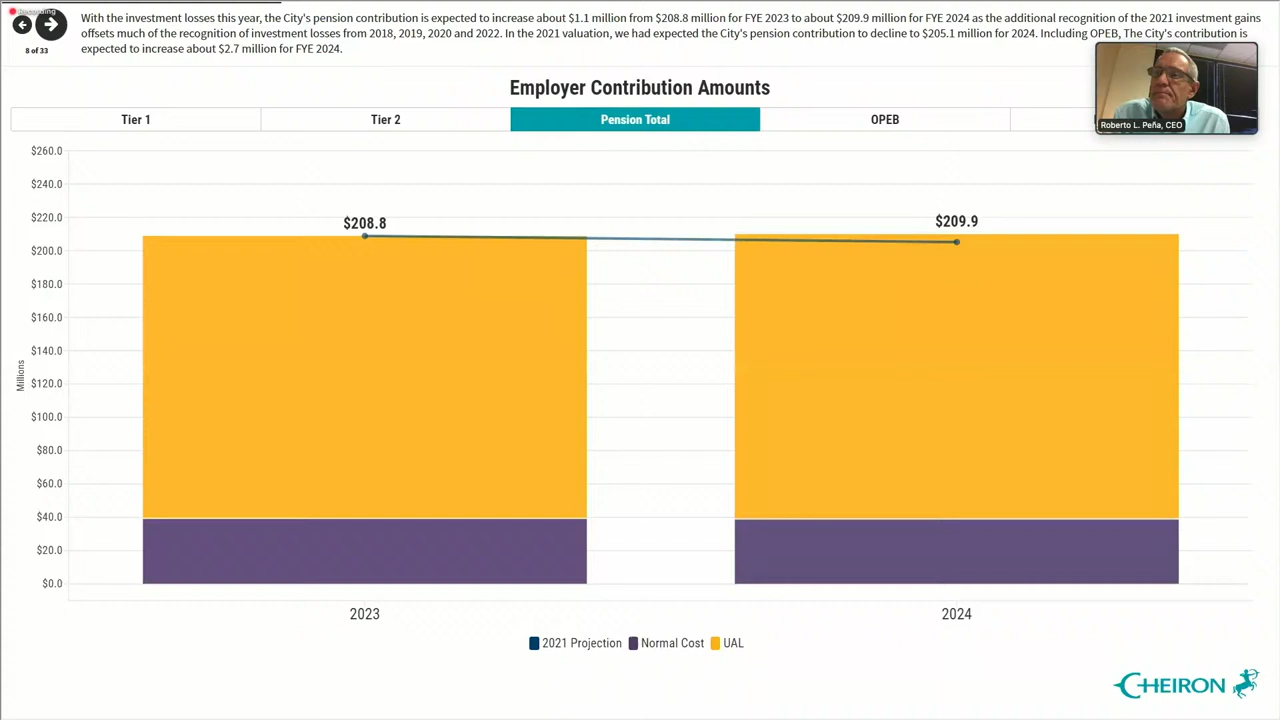 Recording
With the investment losses this year, the City's pension contribution is expected to increase about $1.1 million from $208.8 million for FYE 2023 to about $209.9 million for FYE 2024 as the additional recognition of the 2021 investment gains
offsets much of the recognition of investment losses from 2018, 2019, 2020 and 2022. In the 2021 valuation, we had expected the City's pension contribution to decline to $205.1 million for 2024. Including OPEB, The City's contribution is
expected to increase about $2.7 million for FYE 2024.
8 of 33
Employer Contribution Amounts
Tier 1 Tier 2 Pension Total OPEB
Roberto L. Peña, CEO
$260.0
$240.0
$220.0
$200.0
$180.0
$160.0
$140.0
$120.0
$100.0
$80.0
$60.0
$40.0
$20.0
$0.0
Millions
$208.8 $209.9
2023 2024
2021 Projection Normal Cost UAL
CHEIRON